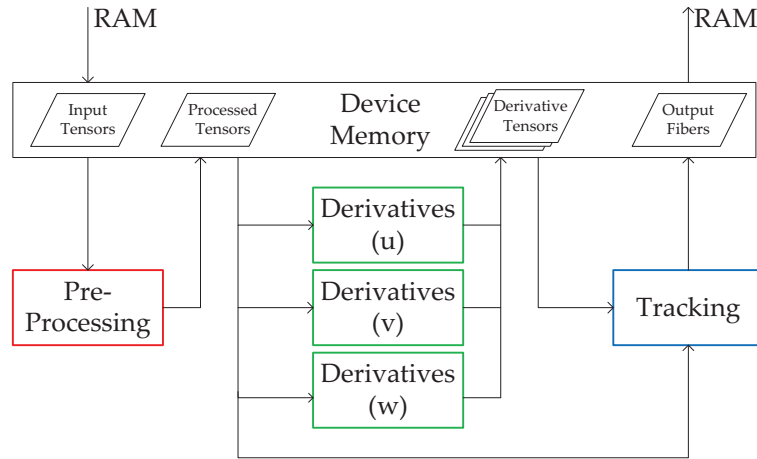 RAM
RAM
Input
Tensors
Processed
Tensors
Device
Memory
Derivative
Tensors
Output
Fibers
Derivatives
(u)
Pre-
Processing
Derivatives
(v)
Tracking
Derivatives
(w)